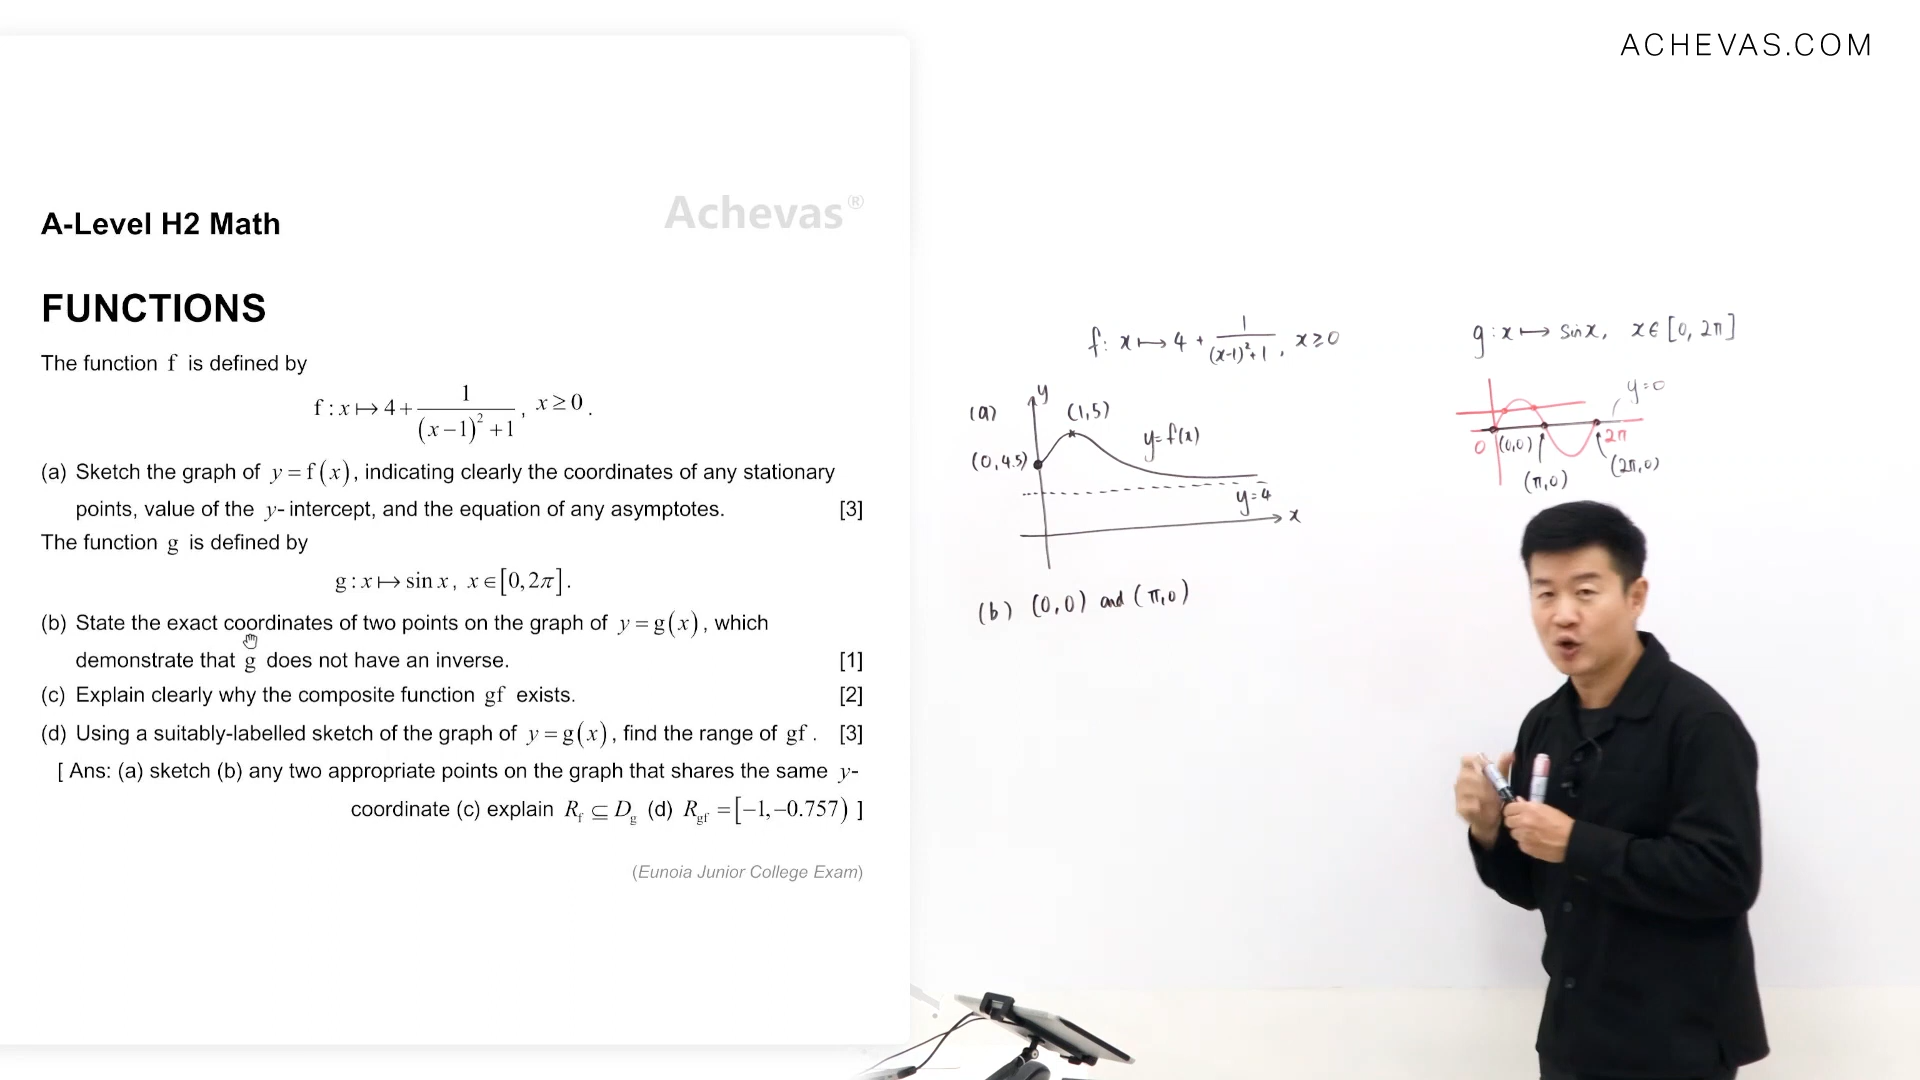 ACHEVAS.COM
Achevas®
A-Level H2 Math
FUNCTIONS
The function f is defined by
f : x ↦ 4 + 1/((x−1)² + 1), x ≥ 0.
(a) Sketch the graph of y = f(x), indicating clearly the coordinates of any stationary
points, value of the y-intercept, and the equation of any asymptotes. [3]
The function g is defined by
g : x ↦ sin x, x ∈ [0, 2π].
(b) State the exact coordinates of two points on the graph of y = g(x), which
demonstrate that g does not have an inverse. [1]
(c) Explain clearly why the composite function gf exists. [2]
(d) Using a suitably-labelled sketch of the graph of y = g(x), find the range of gf. [3]
[ Ans: (a) sketch (b) any two appropriate points on the graph that shares the same y-
coordinate (c) explain R_f ⊆ D_g (d) R_gf = [−1, −0.757) ]
(Eunoia Junior College Exam)
f: x ↦ 4 + 1/((x-1)²+1), x ≥ 0
(a)
y
(1,5)
y=f(x)
(0,4.5)
y=4
x
(b) (0,0) and (π,0)
g : x ↦ sin x, x ∈ [0, 2π]
y=0
0
(0,0)
2π
(π,0)
(2π,0)